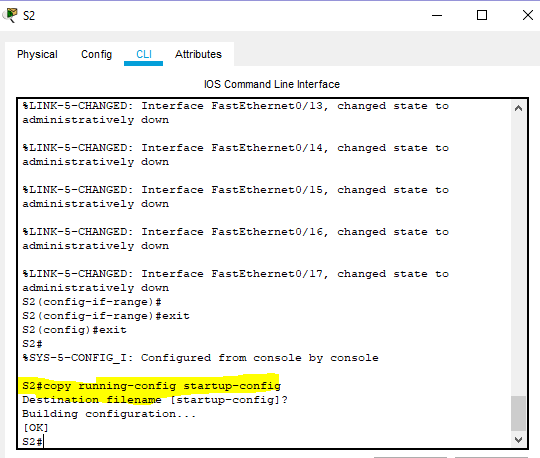 S2
Physical Config CLI Attributes
IOS Command Line Interface
%LINK-5-CHANGED: Interface FastEthernet0/13, changed state to
administratively down
%LINK-5-CHANGED: Interface FastEthernet0/14, changed state to
administratively down
%LINK-5-CHANGED: Interface FastEthernet0/15, changed state to
administratively down
%LINK-5-CHANGED: Interface FastEthernet0/16, changed state to
administratively down
%LINK-5-CHANGED: Interface FastEthernet0/17, changed state to
administratively down
S2(config-if-range)#
S2(config-if-range)#exit
S2(config)#exit
S2#
%SYS-5-CONFIG_I: Configured from console by console
S2#copy running-config startup-config
Destination filename [startup-config]?
Building configuration...
[OK]
S2#